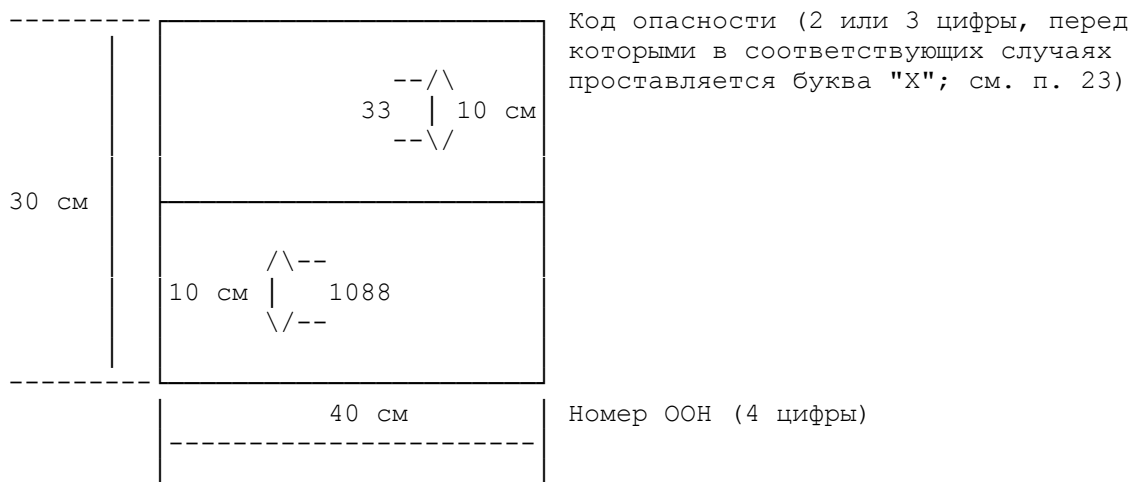 Код опасности (2 или 3 цифры, перед
которыми в соответствующих случаях
проставляется буква "X"; см. п. 23)
33 10 см
30 см
10 см 1088
40 см Номер ООН (4 цифры)